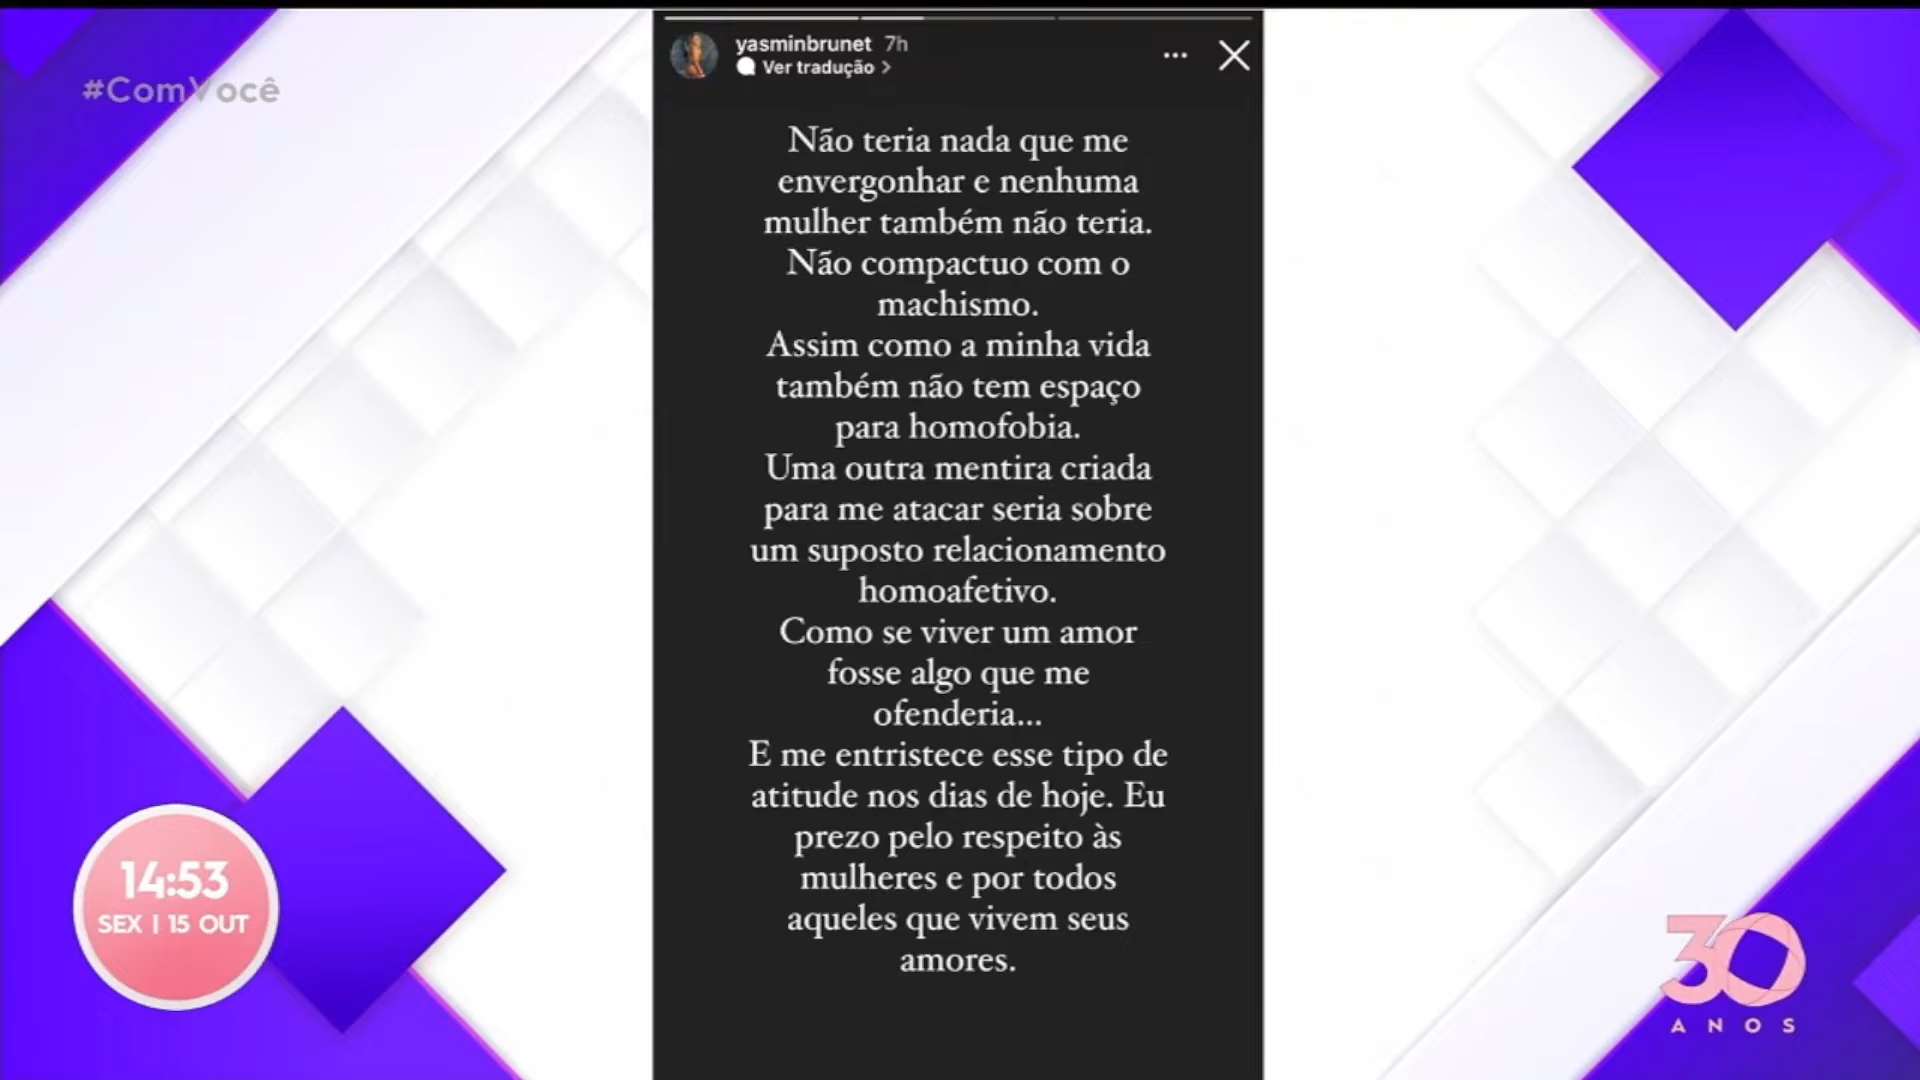 #ComVocê
yasminbrunet 7h
Ver tradução >
Não teria nada que me
envergonhar e nenhuma
mulher também não teria.
Não compactuo com o
machismo.
Assim como a minha vida
também não tem espaço
para homofobia.
Uma outra mentira criada
para me atacar seria sobre
um suposto relacionamento
homoafetivo.
Como se viver um amor
fosse algo que me
ofenderia...
E me entristece esse tipo de
atitude nos dias de hoje. Eu
prezo pelo respeito às
mulheres e por todos
aqueles que vivem seus
amores.
14:53
SEX | 15 OUT
30
ANOS